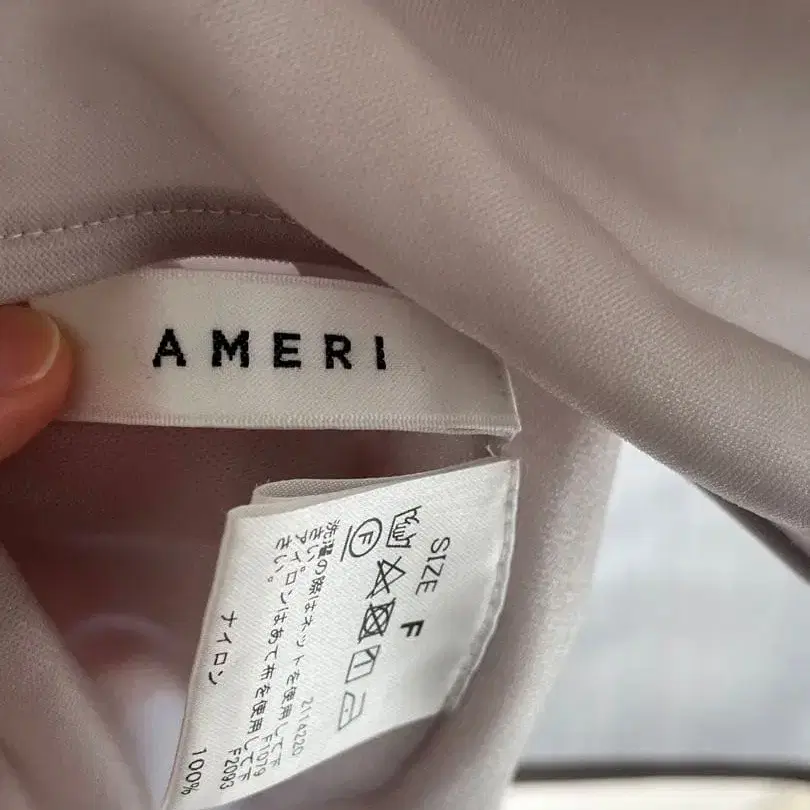 AMERI
SIZE F
F
2114220
洗濯の際はネットを使用して下
さい。
F1079
アイロンはあて布を使用して下
さい。
F2093
ナイロン 100%